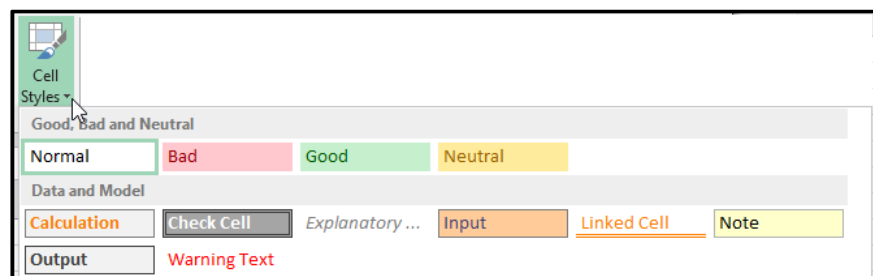 Cell
Styles
Good, Bad and Neutral
Normal Bad Good Neutral
Data and Model
Calculation Check Cell Explanatory ... Input Linked Cell Note
Output Warning Text